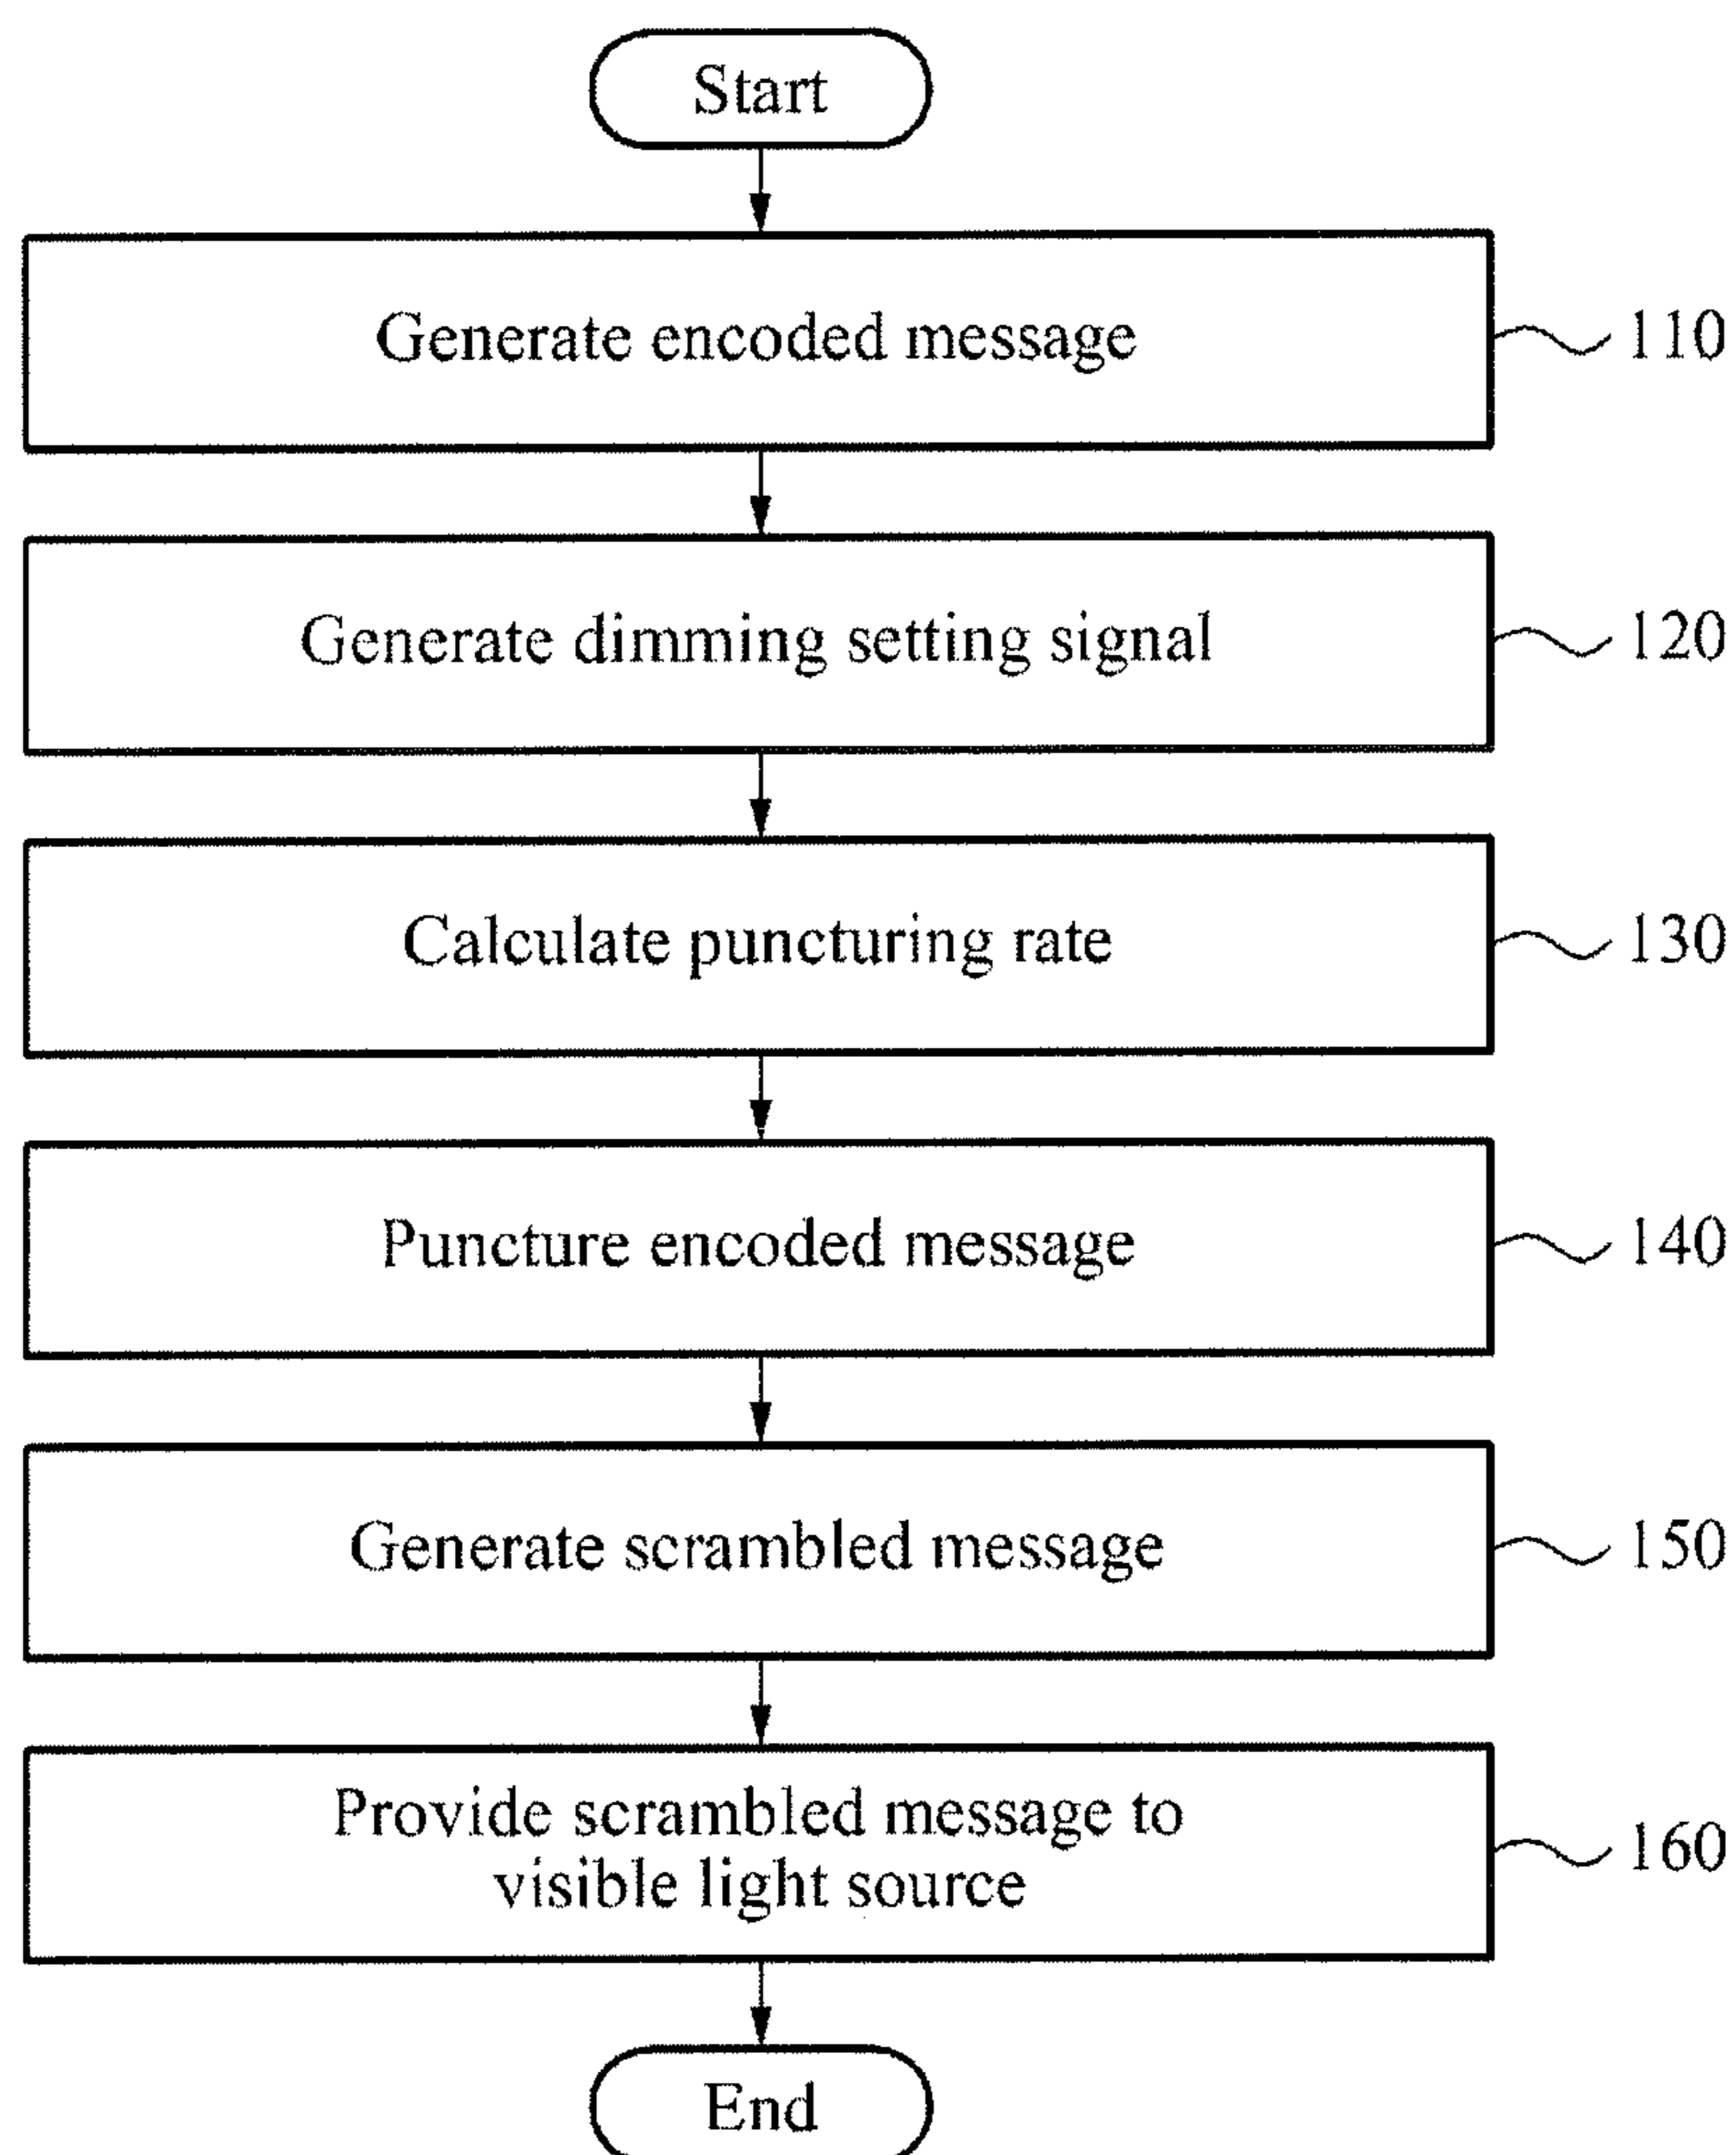 Start
Generate encoded message
110
Generate dimming setting signal
120
Calculate puncturing rate
130
Puncture encoded message
140
Generate scrambled message
150
Provide scrambled message to
visible light source
160
End